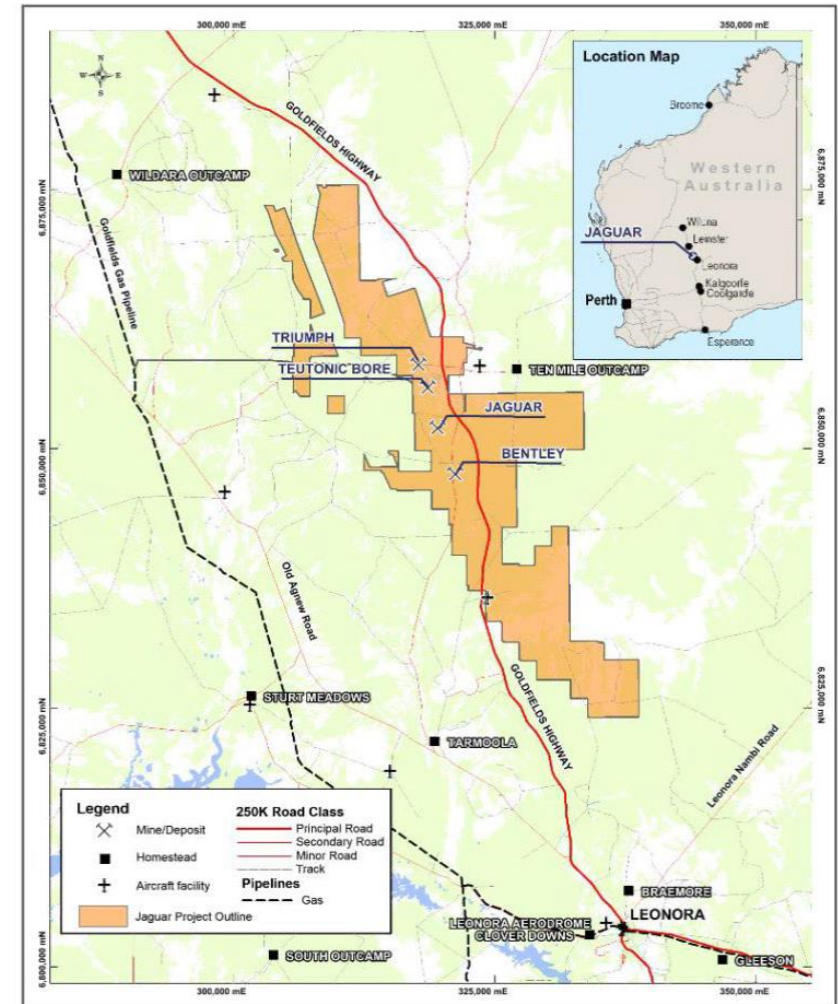 300,000 mE
325,000 mE
350,000 mE
N
W
E
S
GOLDFIELDS HIGHWAY
WILDARA OUTCAMP
6,875,000 mN
6,875,000 mN
Goldfields Gas Pipeline
Location Map
Broome
Western
Australia
Wiluna
JAGUAR
Leinster
Leonora
Kalgoorlie
Coolgardie
Perth
Esperance
TRIUMPH
TEUTONIC BORE
TEN MILE OUTCAMP
JAGUAR
BENTLEY
6,850,000 mN
6,850,000 mN
Old Agnew Road
STURT MEADOWS
GOLDFIELDS HIGHWAY
6,825,000 mN
6,825,000 mN
TARMOOLA
Leonora Nambi Road
Legend
Mine/Deposit
Homestead
Aircraft facility
Jaguar Project Outline
250K Road Class
Principal Road
Secondary Road
Minor Road
Track
Pipelines
Gas
BRAEMORE
LEONORA
LEONORA AERODROME
CLOVER DOWNS
GLEESON
SOUTH OUTCAMP
6,800,000 mN
6,800,000 mN
300,000 mE
325,000 mE
350,000 mE